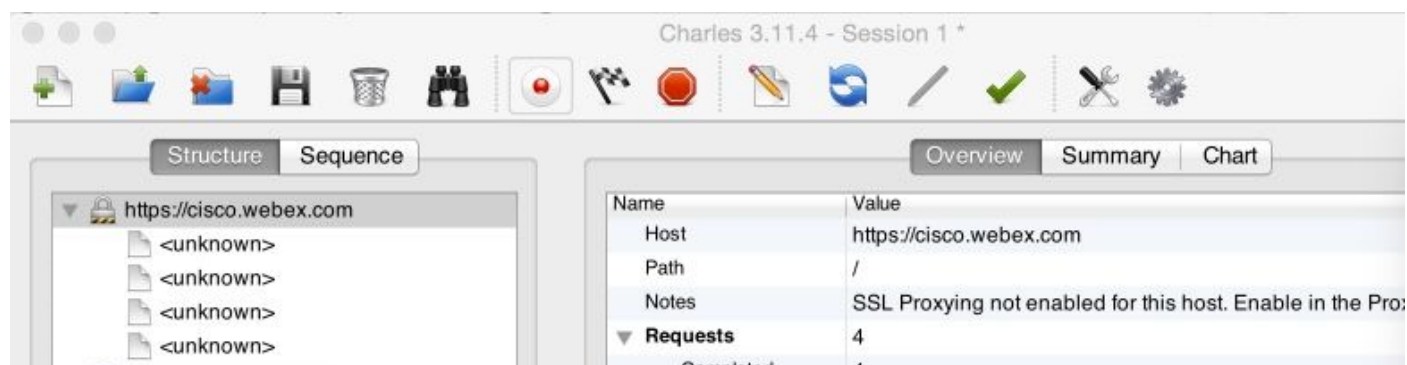 Charles 3.11.4 - Session 1 *
Structure Sequence
https://cisco.webex.com
<unknown>
<unknown>
<unknown>
<unknown>
Overview Summary Chart
Name Value
Host https://cisco.webex.com
Path /
Notes SSL Proxying not enabled for this host. Enable in the Pro
Requests 4